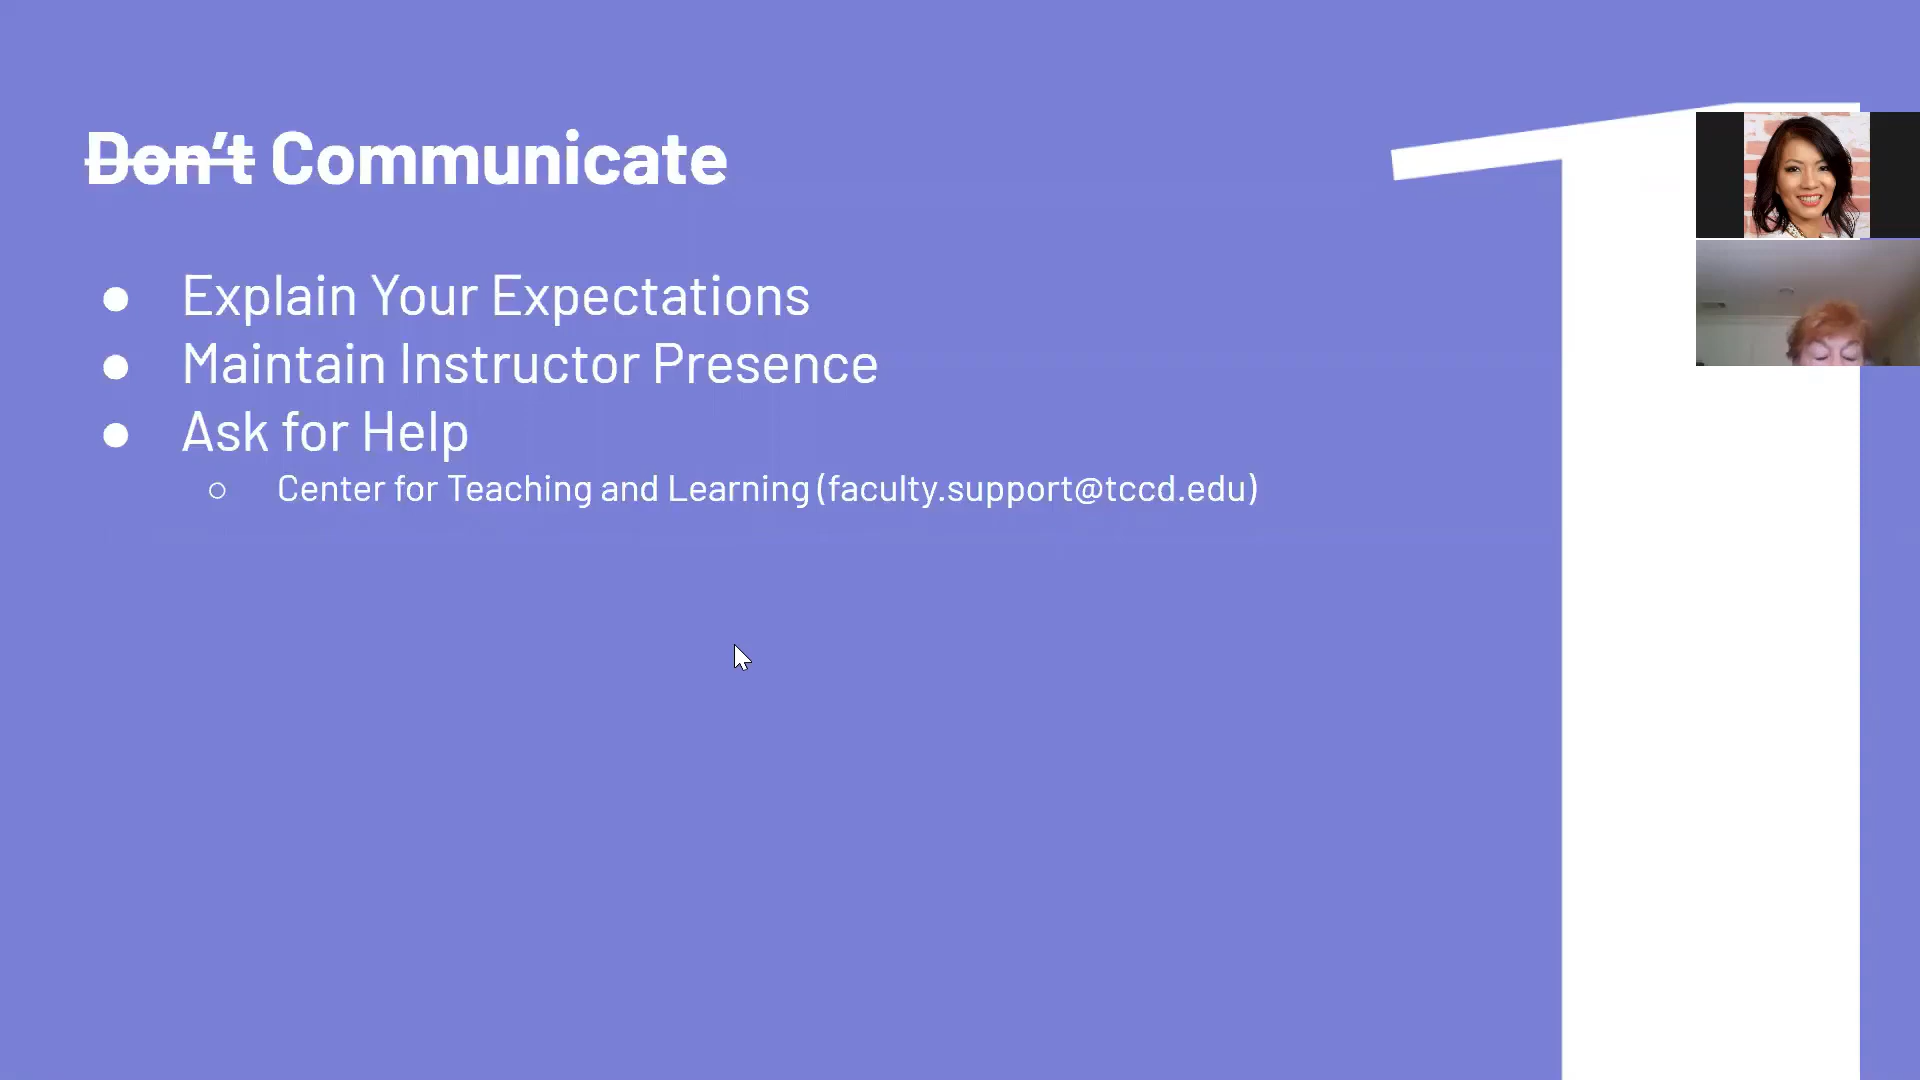 Don't Communicate
● Explain Your Expectations
● Maintain Instructor Presence
● Ask for Help
○ Center for Teaching and Learning (faculty.support@tccd.edu)
1